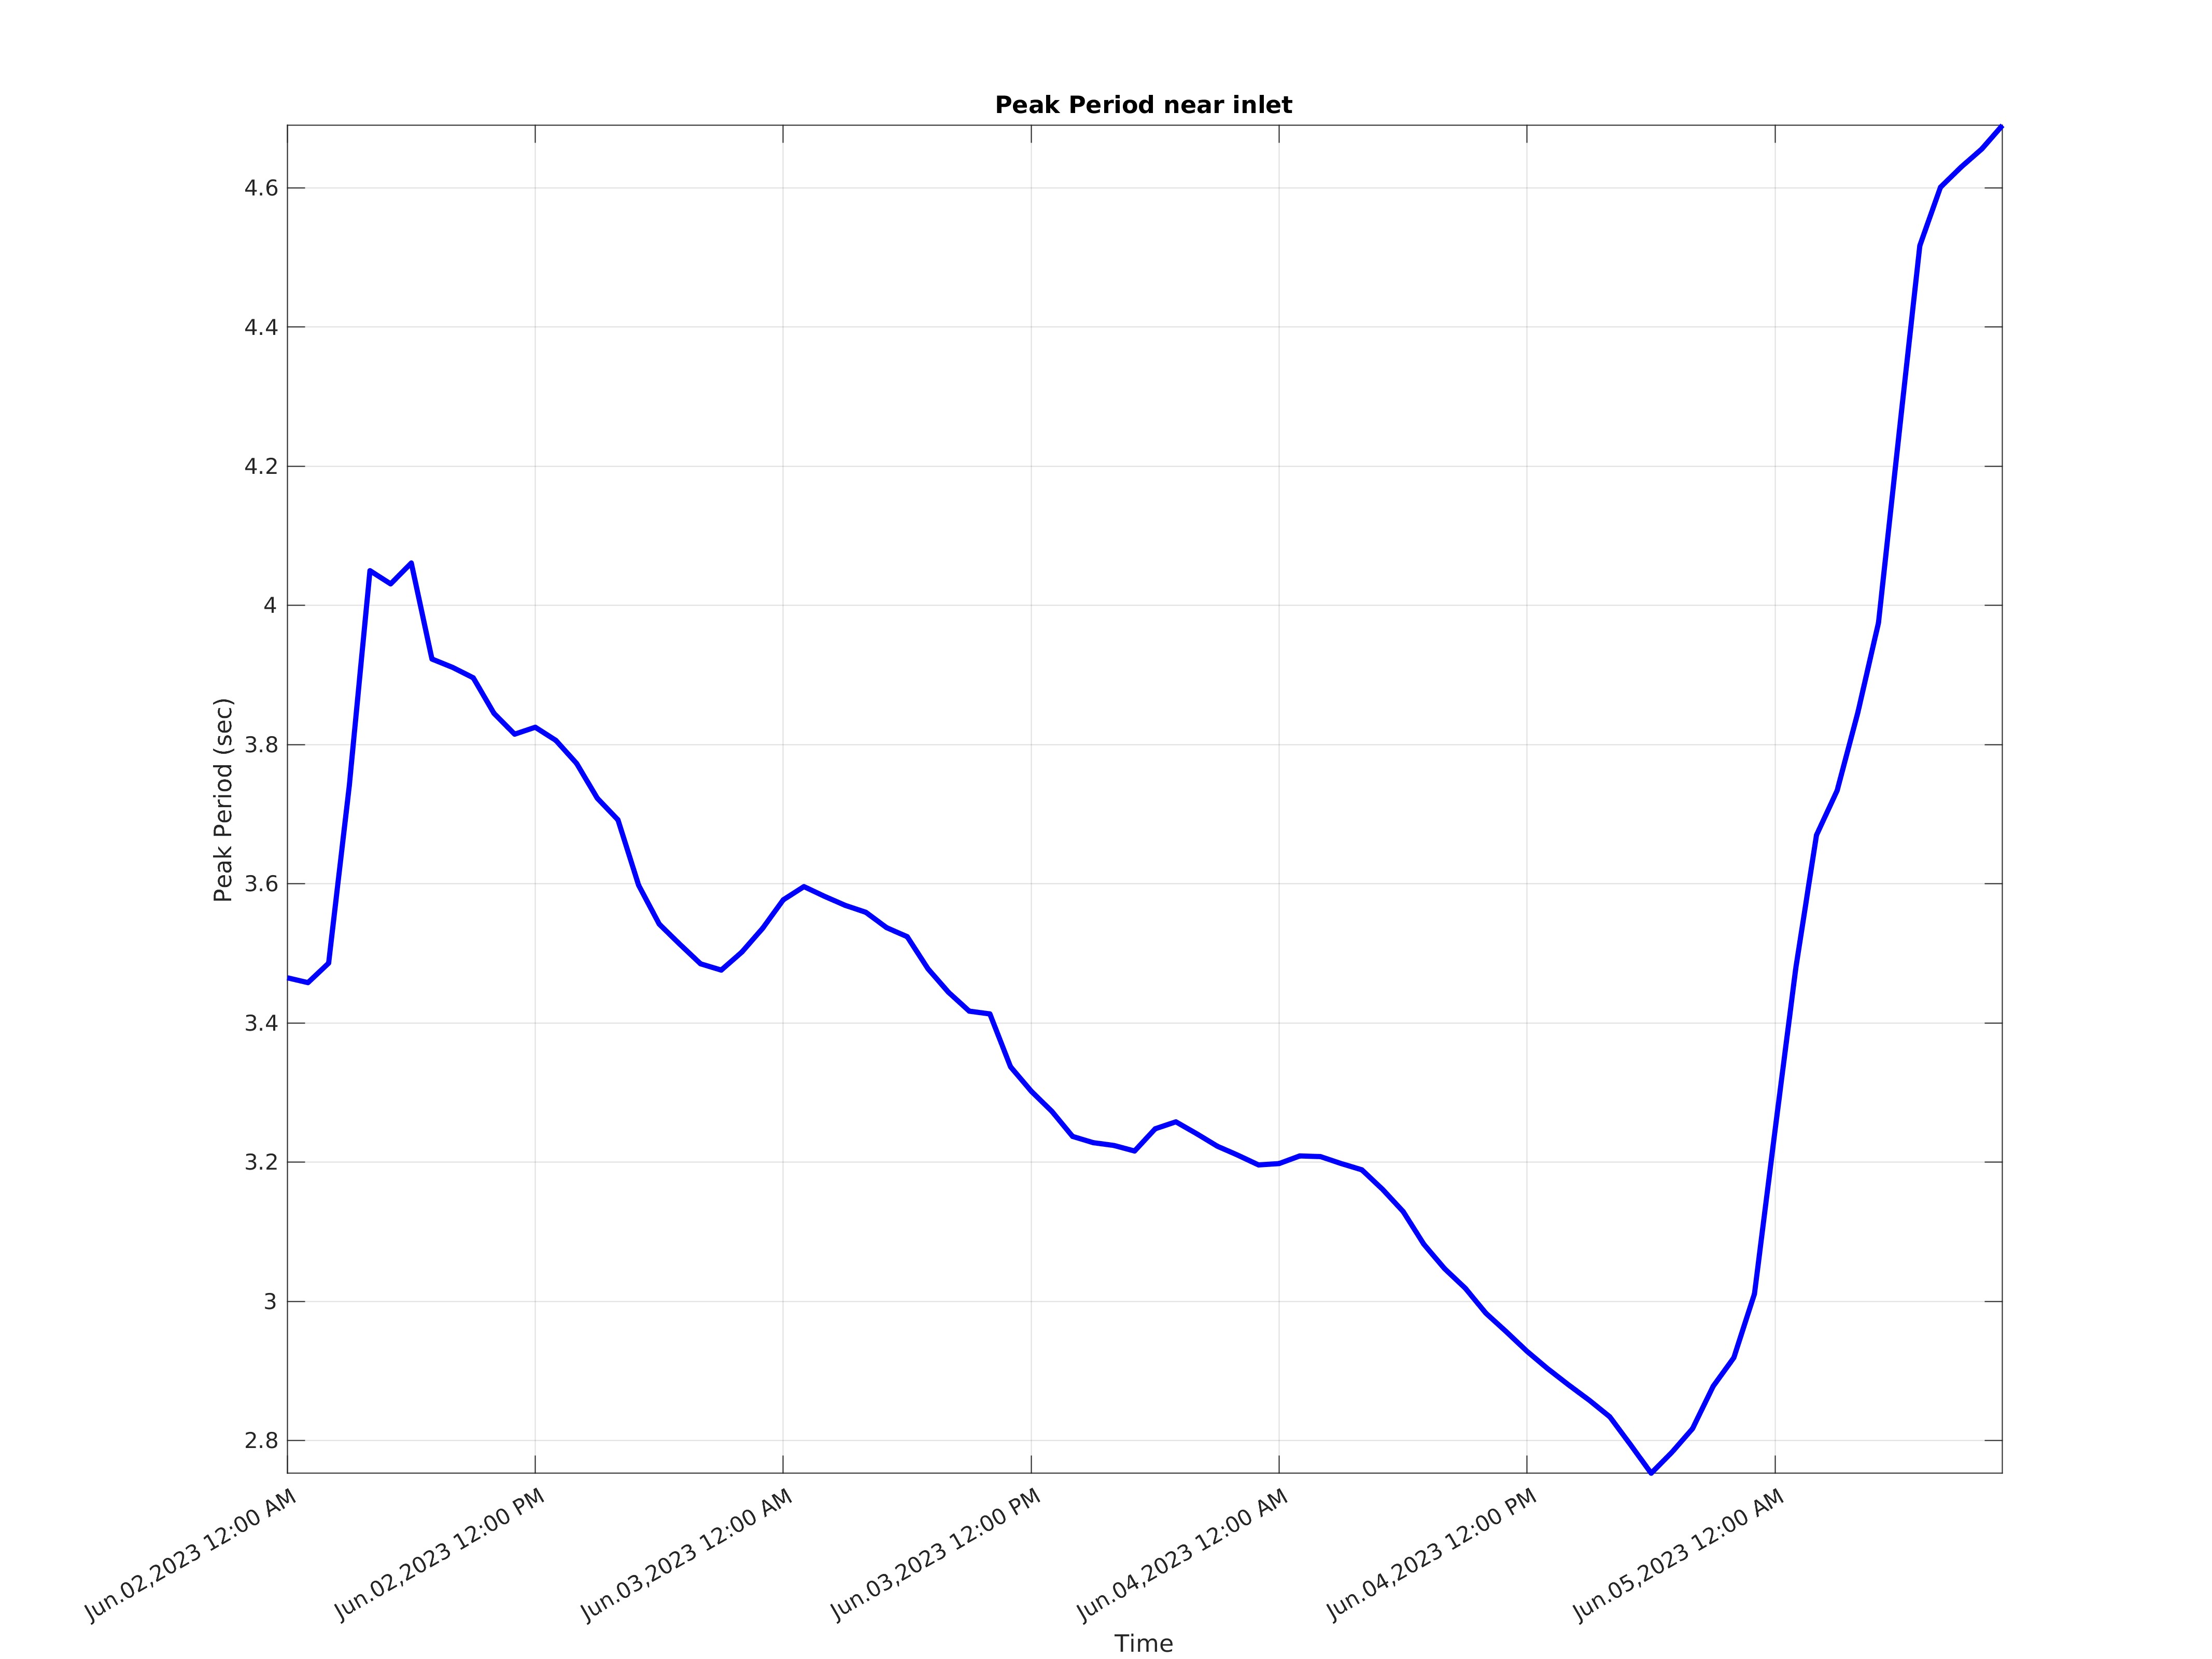 Peak Period near inlet
Peak Period (sec)
4.6
4.4
4.2
4
3.8
3.6
3.4
3.2
3
2.8
Jun.02,2023 12:00 AM
Jun.02,2023 12:00 PM
Jun.03,2023 12:00 AM
Jun.03,2023 12:00 PM
Jun.04,2023 12:00 AM
Jun.04,2023 12:00 PM
Jun.05,2023 12:00 AM
Time